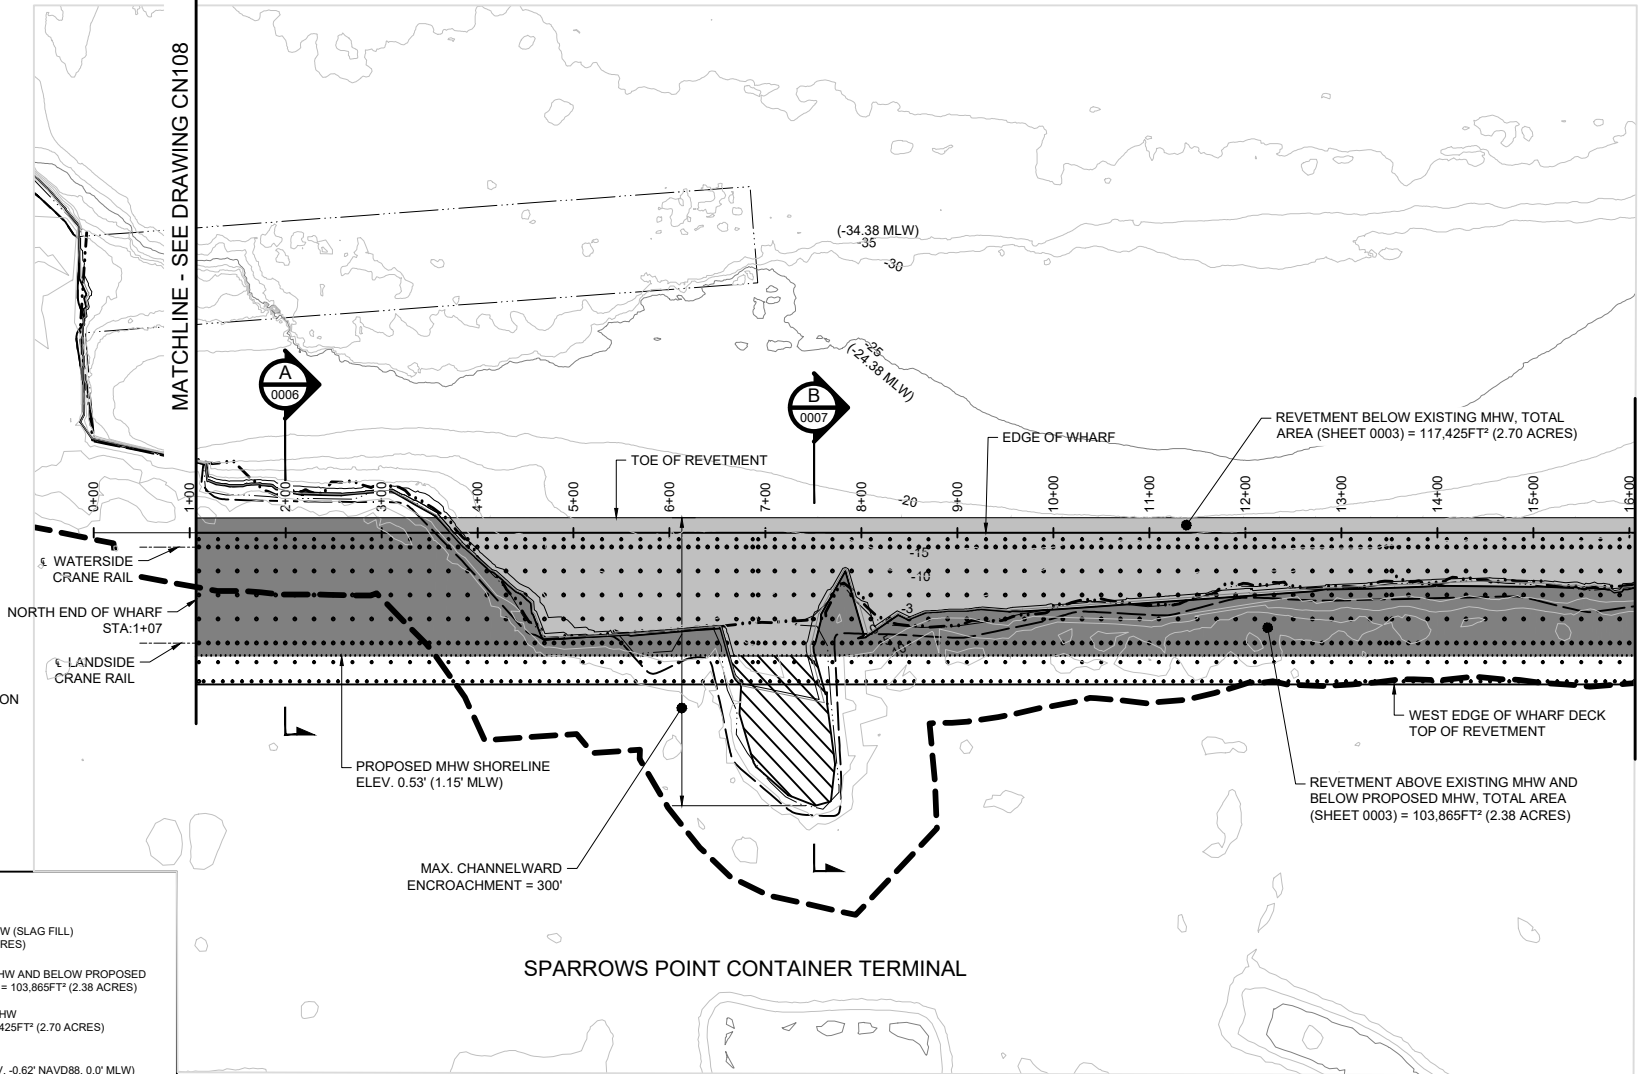 MATCHLINE - SEE DRAWING CN108
(-34.38 MLW)
-35
-30
-25
(-24.38 MLW)
A
0006
B
0007
REVETMENT BELOW EXISTING MHW, TOTAL
AREA (SHEET 0003) = 117,425FT² (2.70 ACRES)
EDGE OF WHARF
TOE OF REVETMENT
0+00
1+00
2+00
3+00
4+00
5+00
6+00
7+00
8+00
9+00
10+00
11+00
12+00
13+00
14+00
15+00
16+00
-20
-15
-10
-3
℄ WATERSIDE
CRANE RAIL
NORTH END OF WHARF
STA:1+07
℄ LANDSIDE
CRANE RAIL
ON
PROPOSED MHW SHORELINE
ELEV. 0.53' (1.15' MLW)
WEST EDGE OF WHARF DECK
TOP OF REVETMENT
REVETMENT ABOVE EXISTING MHW AND
BELOW PROPOSED MHW, TOTAL AREA
(SHEET 0003) = 103,865FT² (2.38 ACRES)
MAX. CHANNELWARD
ENCROACHMENT = 300'
SPARROWS POINT CONTAINER TERMINAL
W (SLAG FILL)
RES)
HW AND BELOW PROPOSED
= 103,865FT² (2.38 ACRES)
HW
425FT² (2.70 ACRES)
. -0.62' NAVD88, 0.0' MLW)